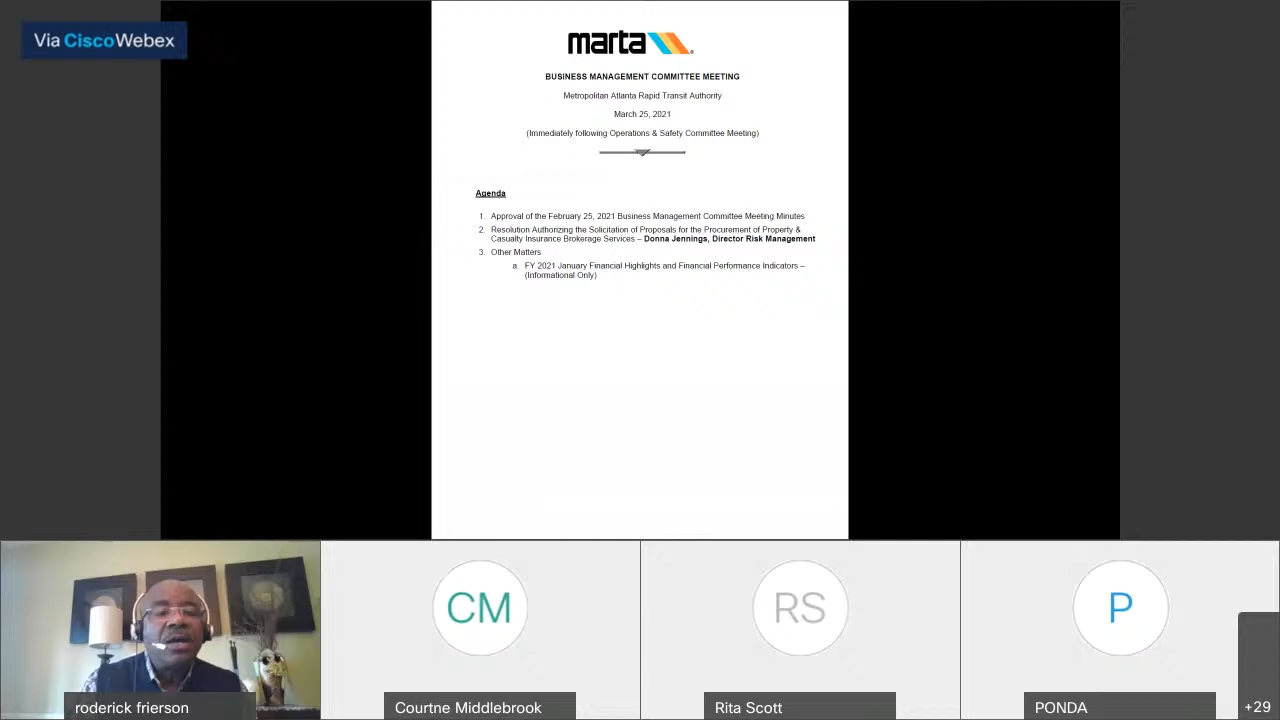 Via CiscoWebex
marta
BUSINESS MANAGEMENT COMMITTEE MEETING
Metropolitan Atlanta Rapid Transit Authority
March 25, 2021
(Immediately following Operations & Safety Committee Meeting)
Agenda
1. Approval of the February 25, 2021 Business Management Committee Meeting Minutes
2. Resolution Authorizing the Solicitation of Proposals for the Procurement of Property &
Casualty Insurance Brokerage Services – Donna Jennings, Director Risk Management
3. Other Matters
a. FY 2021 January Financial Highlights and Financial Performance Indicators –
(Informational Only)
CM
RS
P
roderick frierson
Courtne Middlebrook
Rita Scott
PONDA
+29